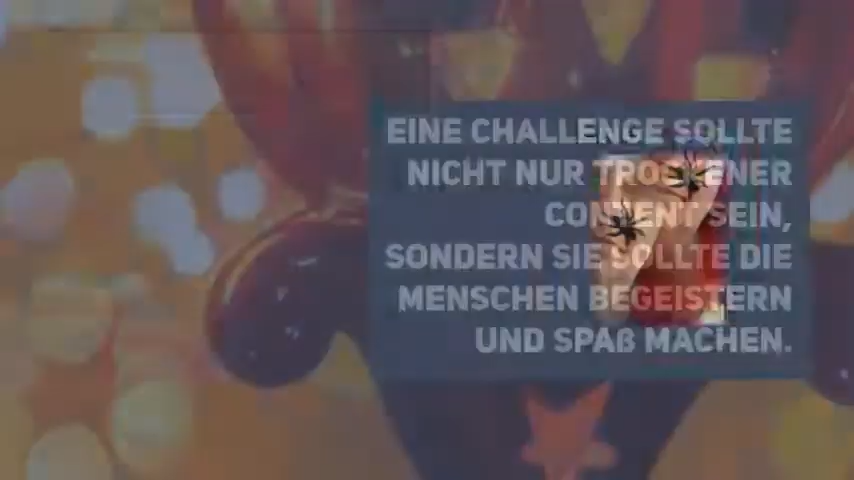 EINE CHALLENGE SOLLTE
NICHT NUR TROCKENER
CONTENT SEIN,
SONDERN SIE SOLLTE DIE
MENSCHEN BEGEISTERN
UND SPAß MACHEN.